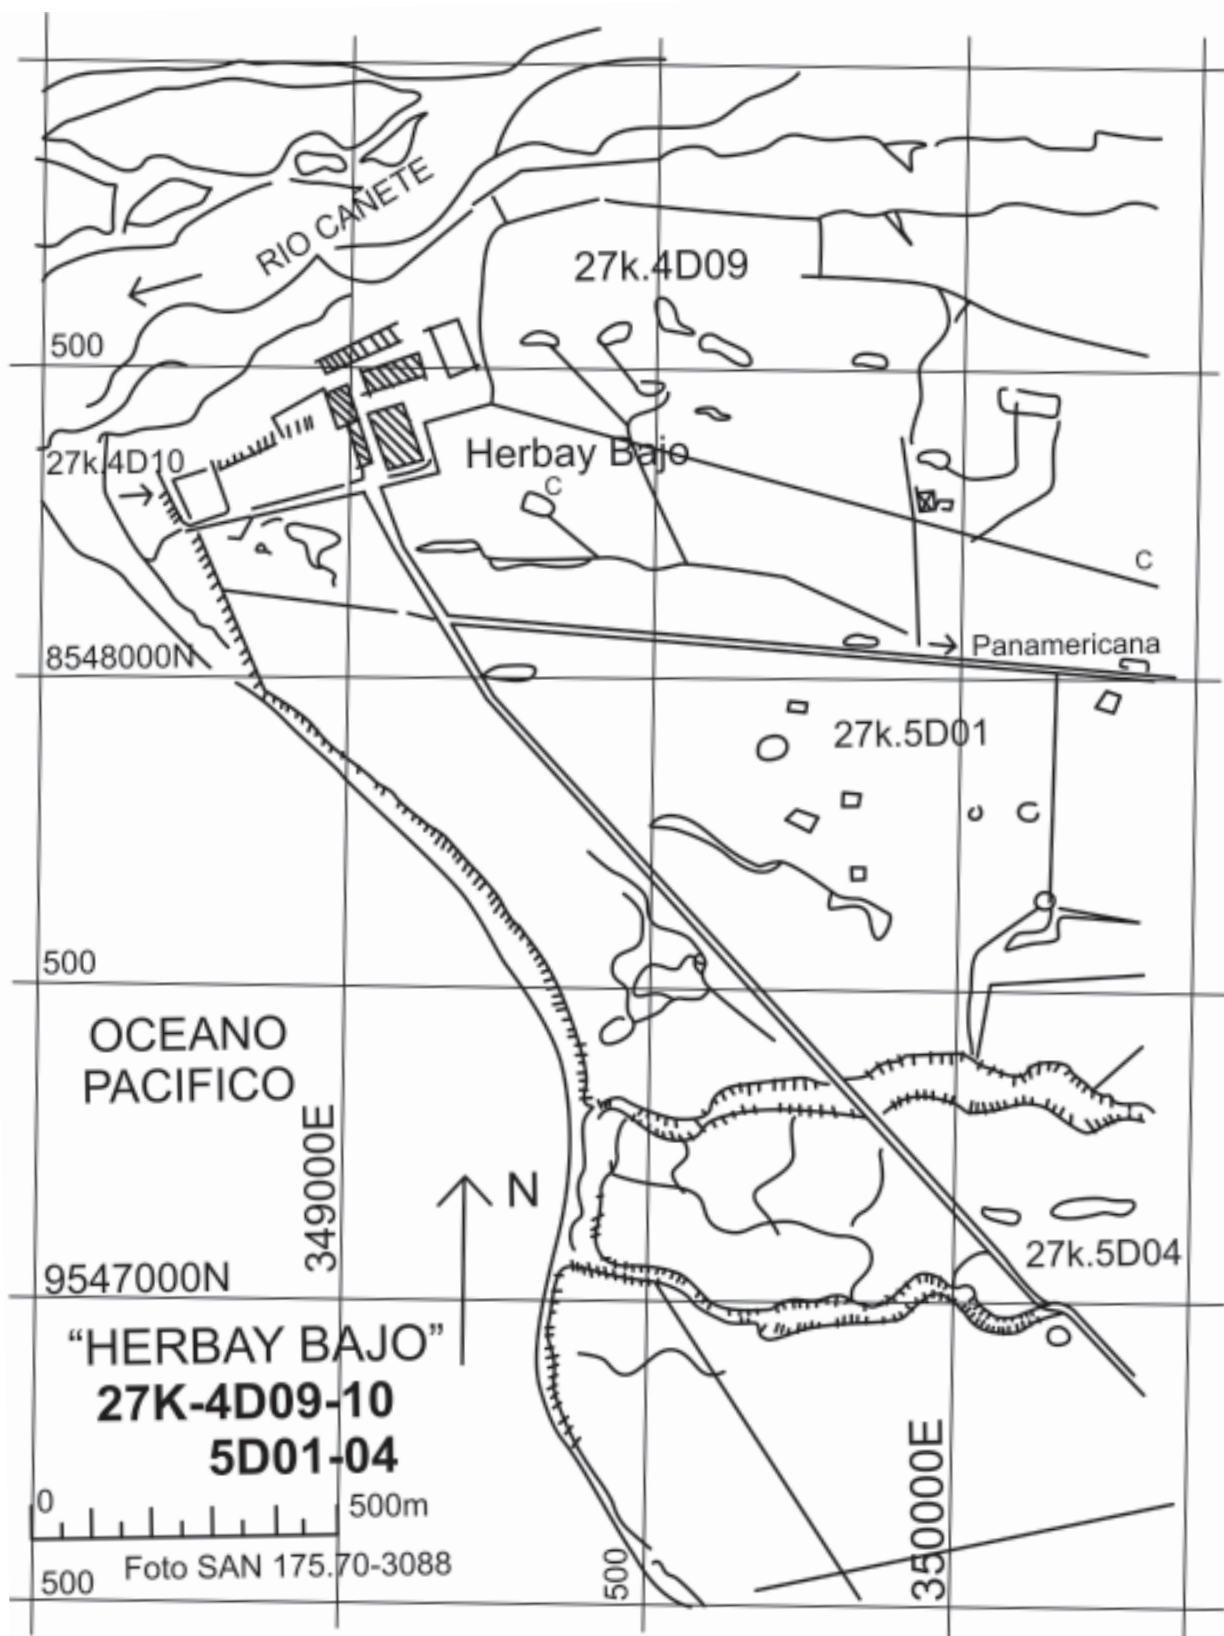 RIO CAÑETE
27k.4D09
500
27k.4D10
Herbay Bajo
C
C
8548000N
Panamericana
27k.5D01
500
OCEANO
PACIFICO
349000E
N
27k.5D04
9547000N
“HERBAY BAJO”
27K-4D09-10
5D01-04
0
500m
Foto SAN 175.70-3088
500
500
350000E